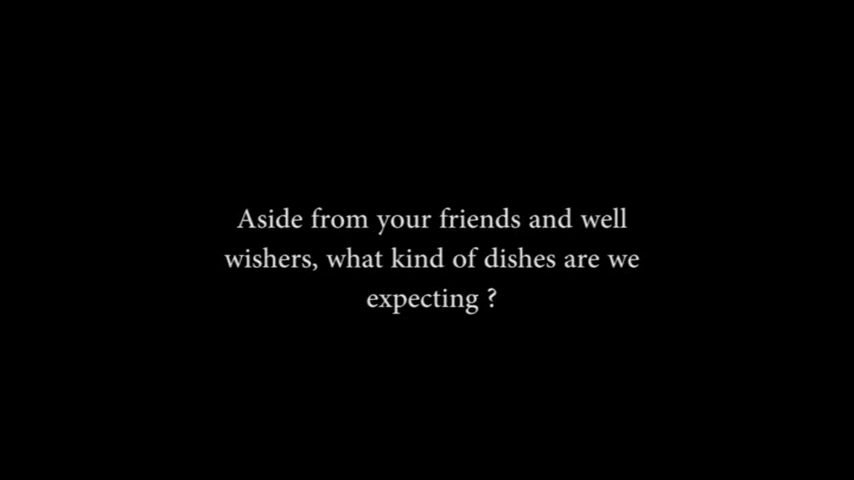 Aside from your friends and well
wishers, what kind of dishes are we
expecting ?